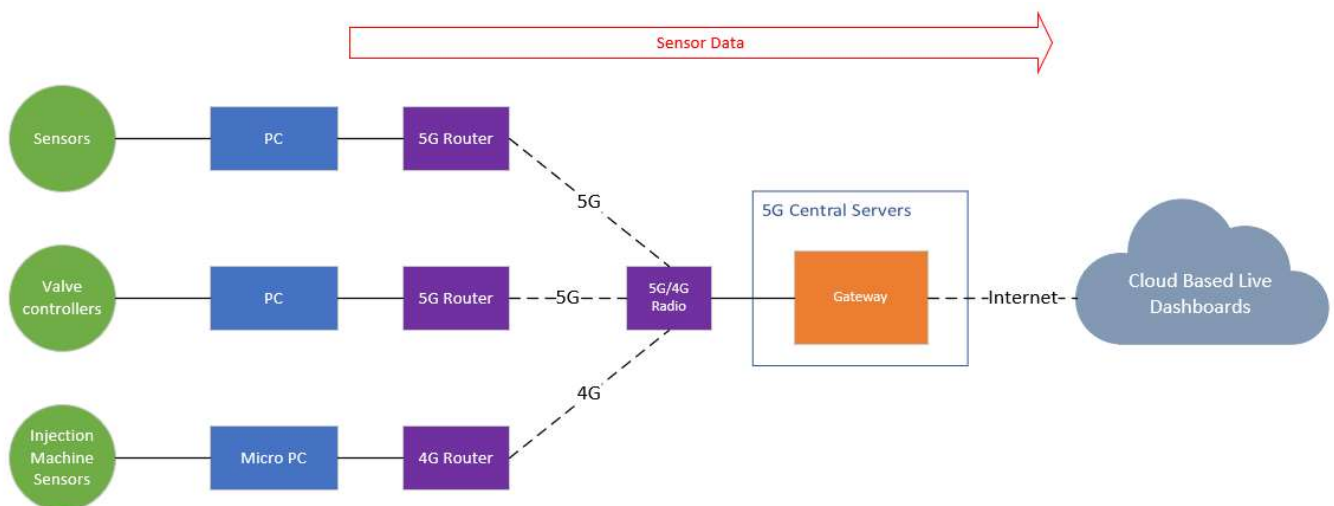 Sensor Data
Sensors
PC
5G Router
5G
5G Central Servers
Valve
controllers
PC
5G Router
5G
5G/4G
Radio
Gateway
Internet
Cloud Based Live
Dashboards
4G
Injection
Machine
Sensors
Micro PC
4G Router